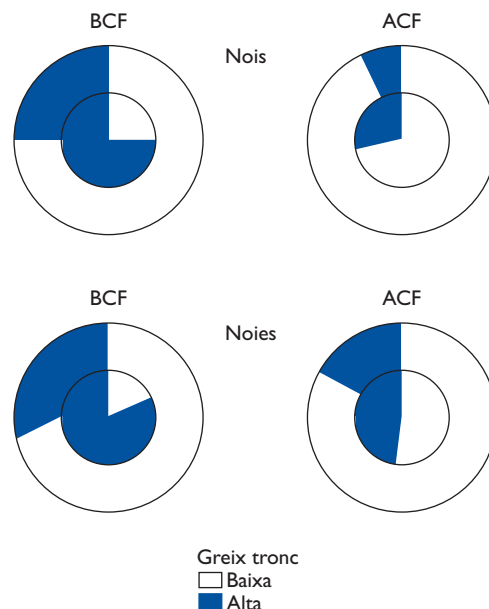 BCF
ACF
Nois
BCF
ACF
Noies
Greix tronc
Baixa
Alta